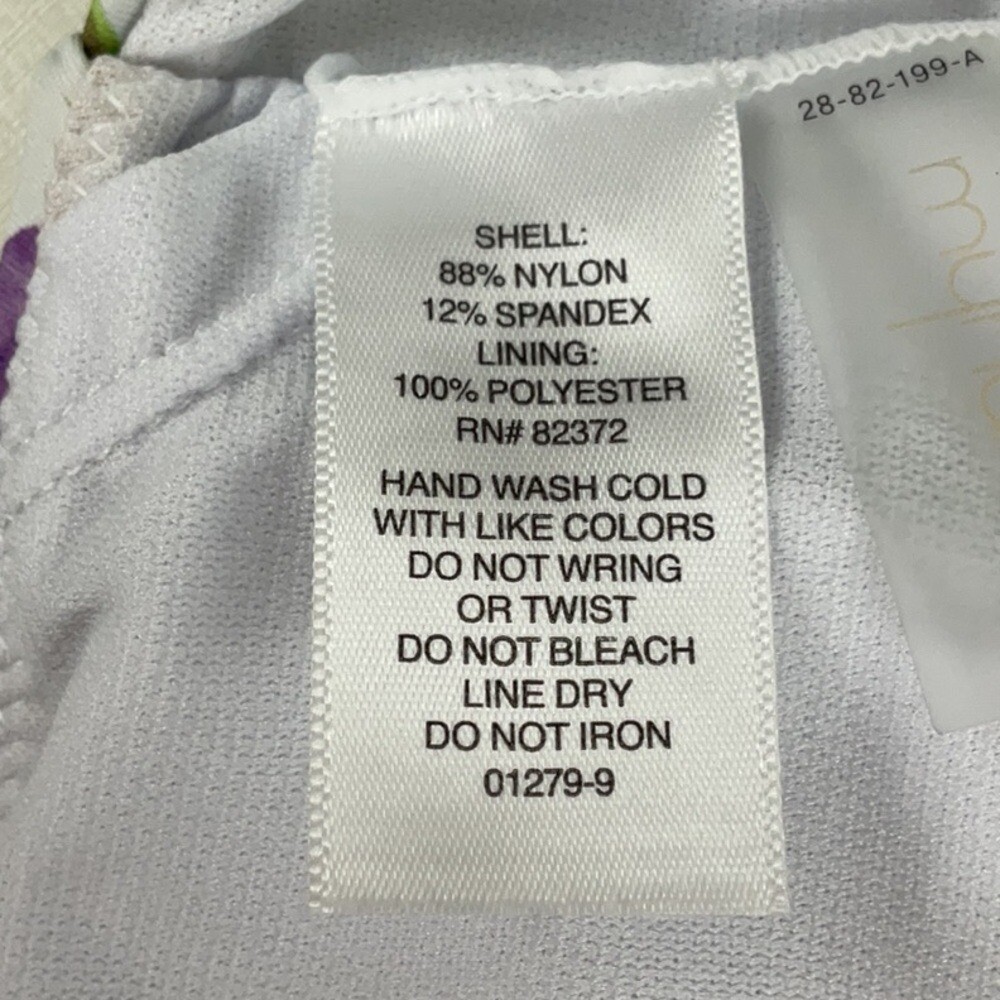 28-82-199-A
SHELL:
88% NYLON
12% SPANDEX
LINING:
100% POLYESTER
RN# 82372
HAND WASH COLD
WITH LIKE COLORS
DO NOT WRING
OR TWIST
DO NOT BLEACH
LINE DRY
DO NOT IRON
01279-9